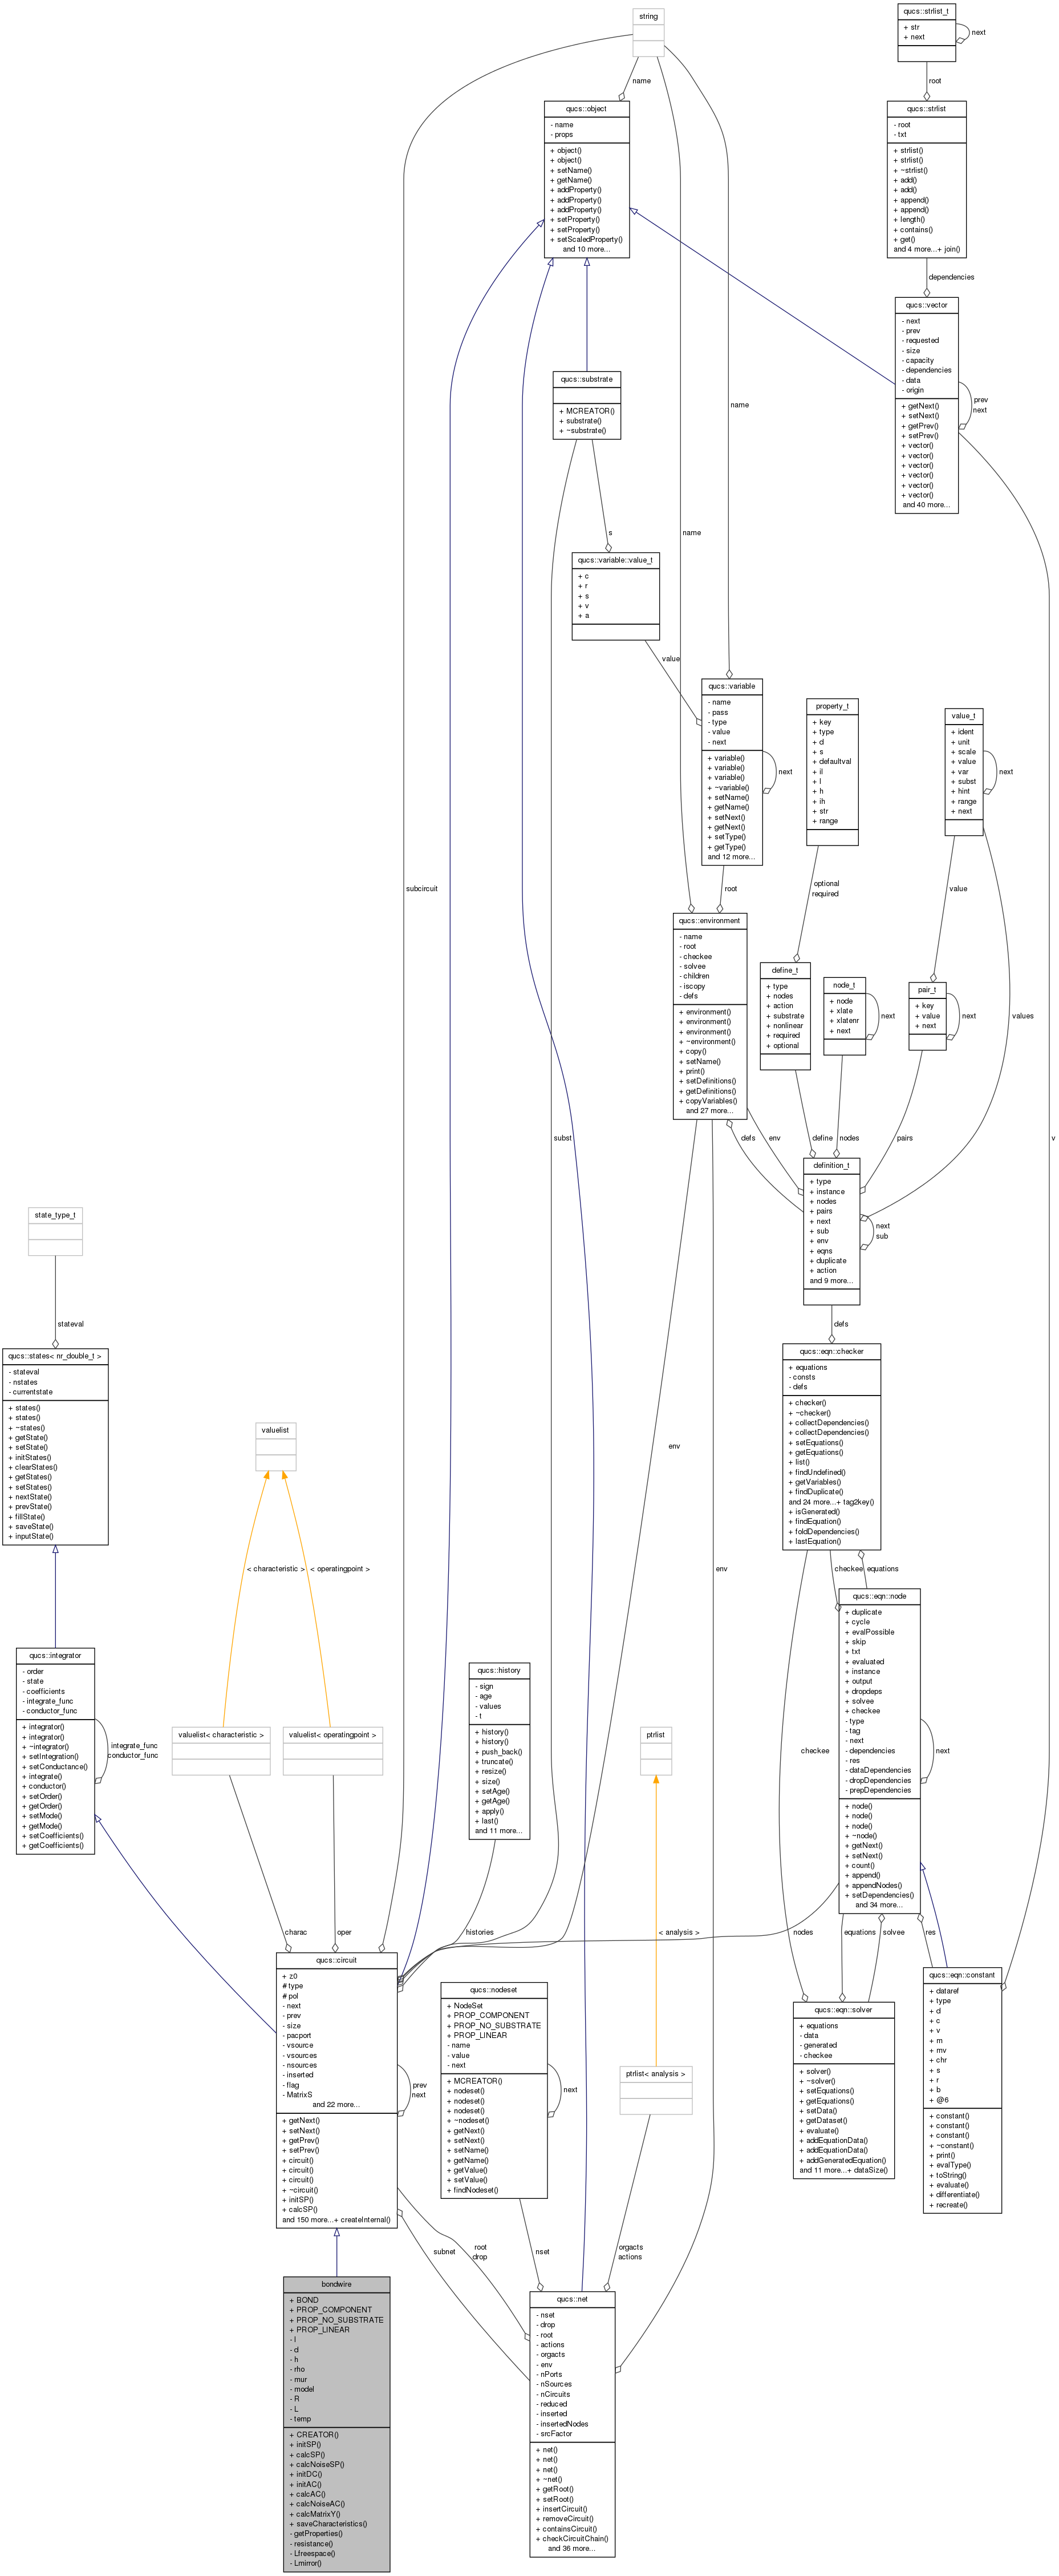 string
name
qucs::strlist_t
+ str
+ next
next
root
qucs::object
- name
- props
+ object()
+ object()
+ setName()
+ getName()
+ addProperty()
+ addProperty()
+ addProperty()
+ setProperty()
+ setProperty()
+ setScaledProperty()
and 10 more...
qucs::strlist
- root
- txt
+ strlist()
+ strlist()
+ ~strlist()
+ add()
+ add()
+ append()
+ append()
+ length()
+ contains()
+ get()
and 4 more...+ join()
dependencies
qucs::vector
- next
- prev
- requested
- size
- capacity
- dependencies
- data
- origin
+ getNext()
+ setNext()
+ getPrev()
+ setPrev()
+ vector()
+ vector()
+ vector()
+ vector()
+ vector()
+ vector()
and 40 more...
prev
next
qucs::substrate
+ MCREATOR()
+ substrate()
+ ~substrate()
name
name
s
qucs::variable::value_t
+ c
+ r
+ s
+ v
+ a
value
qucs::variable
- name
- pass
- type
- value
- next
+ variable()
+ variable()
+ variable()
+ ~variable()
+ setName()
+ getName()
+ setNext()
+ getNext()
+ setType()
+ getType()
and 12 more...
next
property_t
+ key
+ type
+ d
+ s
+ defaultval
+ il
+ l
+ h
+ ih
+ str
+ range
value_t
+ ident
+ unit
+ scale
+ value
+ var
+ subst
+ hint
+ range
+ next
next
subcircuit
root
optional
required
value
qucs::environment
- name
- root
- checkee
- solvee
- children
- iscopy
- defs
+ environment()
+ environment()
+ environment()
+ ~environment()
+ copy()
+ setName()
+ print()
+ setDefinitions()
+ getDefinitions()
+ copyVariables()
and 27 more...
define_t
+ type
+ nodes
+ action
+ substrate
+ nonlinear
+ required
+ optional
node_t
+ node
+ xlate
+ xlatenr
+ next
next
pair_t
+ key
+ value
+ next
next
values
subst
defs
env
define
nodes
pairs
v
definition_t
+ type
+ instance
+ nodes
+ pairs
+ next
+ sub
+ env
+ eqns
+ duplicate
+ action
and 9 more...
next
sub
state_type_t
stateval
defs
qucs::states< nr_double_t >
- stateval
- nstates
- currentstate
+ states()
+ states()
+ ~states()
+ getState()
+ setState()
+ initStates()
+ clearStates()
+ getStates()
+ setStates()
+ nextState()
+ prevState()
+ fillState()
+ saveState()
+ inputState()
qucs::eqn::checker
+ equations
- consts
- defs
+ checker()
+ ~checker()
+ collectDependencies()
+ collectDependencies()
+ setEquations()
+ getEquations()
+ list()
+ findUndefined()
+ getVariables()
+ findDuplicate()
and 24 more...+ tag2key()
+ isGenerated()
+ findEquation()
+ foldDependencies()
+ lastEquation()
valuelist
env
< characteristic >
< operatingpoint >
env
checkee
equations
qucs::eqn::node
+ duplicate
+ cycle
+ evalPossible
+ skip
+ txt
+ evaluated
+ instance
+ output
+ dropdeps
+ solvee
+ checkee
- type
- tag
- next
- dependencies
- res
- dataDependencies
- dropDependencies
- prepDependencies
+ node()
+ node()
+ node()
+ ~node()
+ getNext()
+ setNext()
+ count()
+ append()
+ appendNodes()
+ setDependencies()
and 34 more...
next
qucs::integrator
- order
- state
- coefficients
- integrate_func
- conductor_func
+ integrator()
+ integrator()
+ ~integrator()
+ setIntegration()
+ setConductance()
+ integrate()
+ conductor()
+ setOrder()
+ getOrder()
+ setMode()
+ getMode()
+ setCoefficients()
+ getCoefficients()
integrate_func
conductor_func
valuelist< characteristic >
valuelist< operatingpoint >
qucs::history
- sign
- age
- values
- t
+ history()
+ history()
+ push_back()
+ truncate()
+ resize()
+ size()
+ setAge()
+ getAge()
+ apply()
+ last()
and 11 more...
ptrlist
checkee
charac
oper
histories
< analysis >
nodes
equations
solvee
res
qucs::circuit
+ z0
# type
# pol
- next
- prev
- size
- pacport
- vsource
- vsources
- nsources
- inserted
- flag
- MatrixS
and 22 more...
+ getNext()
+ setNext()
+ getPrev()
+ setPrev()
+ circuit()
+ circuit()
+ circuit()
+ ~circuit()
+ initSP()
+ calcSP()
and 150 more...+ createInternal()
prev
next
qucs::nodeset
+ NodeSet
+ PROP_COMPONENT
+ PROP_NO_SUBSTRATE
+ PROP_LINEAR
- name
- value
- next
+ MCREATOR()
+ nodeset()
+ nodeset()
+ nodeset()
+ ~nodeset()
+ getNext()
+ setNext()
+ setName()
+ getName()
+ getValue()
+ setValue()
+ findNodeset()
next
ptrlist< analysis >
qucs::eqn::solver
+ equations
- data
- generated
- checkee
+ solver()
+ ~solver()
+ setEquations()
+ getEquations()
+ setData()
+ getDataset()
+ evaluate()
+ addEquationData()
+ addEquationData()
+ addGeneratedEquation()
and 11 more...+ dataSize()
qucs::eqn::constant
+ dataref
+ type
+ d
+ c
+ v
+ m
+ mv
+ chr
+ s
+ r
+ b
+ @6
+ constant()
+ constant()
+ constant()
+ ~constant()
+ print()
+ evalType()
+ toString()
+ evaluate()
+ differentiate()
+ recreate()
subnet
root
drop
nset
orgacts
actions
bondwire
+ BOND
+ PROP_COMPONENT
+ PROP_NO_SUBSTRATE
+ PROP_LINEAR
- l
- d
- h
- rho
- mur
- model
- R
- L
- temp
+ CREATOR()
+ initSP()
+ calcSP()
+ calcNoiseSP()
+ initDC()
+ initAC()
+ calcAC()
+ calcNoiseAC()
+ calcMatrixY()
+ saveCharacteristics()
- getProperties()
- resistance()
- Lfreespace()
- Lmirror()
qucs::net
- nset
- drop
- root
- actions
- orgacts
- env
- nPorts
- nSources
- nCircuits
- reduced
- inserted
- insertedNodes
- srcFactor
+ net()
+ net()
+ net()
+ ~net()
+ getRoot()
+ setRoot()
+ insertCircuit()
+ removeCircuit()
+ containsCircuit()
+ checkCircuitChain()
and 36 more...